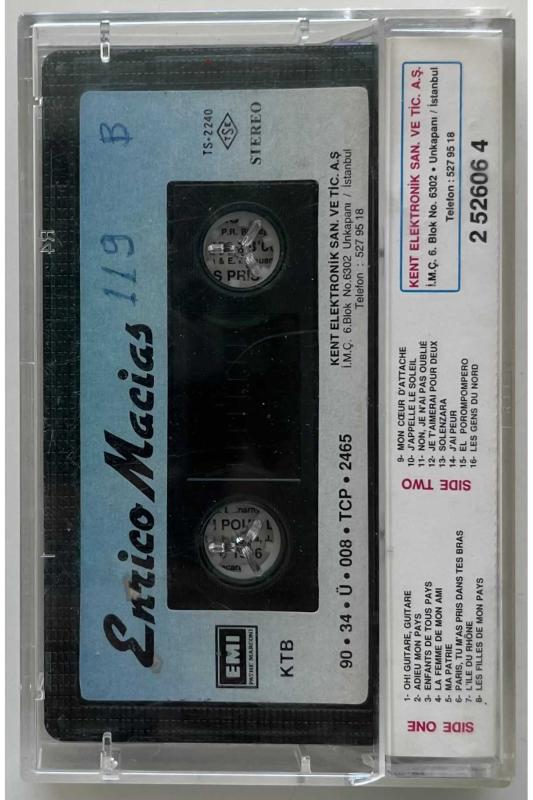 Enrico Macias 119 B
EMI
PATHE MARCONI
KTB
TS-2240
TSE
STEREO
KENT ELEKTRONİK SAN. VE TİC. A.Ş
İ.M.Ç. 6.Blok No.6302 Unkapanı / İstanbul
Telefon : 527 95 18
90 • 34 • Ü • 008 • TCP • 2465
P.R.
S PRIS
POUR
SIDE ONE
1- OH! GUITARE, GUITARE
2- ADIEU MON PAYS
3- ENFANTS DE TOUS PAYS
4- LA FEMME DE MON AMI
5- MA PATRIE
6- PARIS, TU M'AS PRIS DANS TES BRAS
7- L'ILE DU RHÔNE
8- LES FILLES DE MON PAYS
SIDE TWO
9- MON CŒUR D'ATTACHE
10- J'APPELLE LE SOLEIL
11- NON, JE N'AI PAS OUBLIÉ
12- JE T'AIMERAI POUR DEUX
13- SOLENZARA
14- J'AI PEUR
15- EL POROMPOMPERO
16- LES GENS DU NORD
KENT ELEKTRONİK SAN. VE TİC. A.Ş.
İ.M.Ç. 6. Blok No. 6302 • Unkapanı / İstanbul
Telefon : 527 95 18
2 52606 4